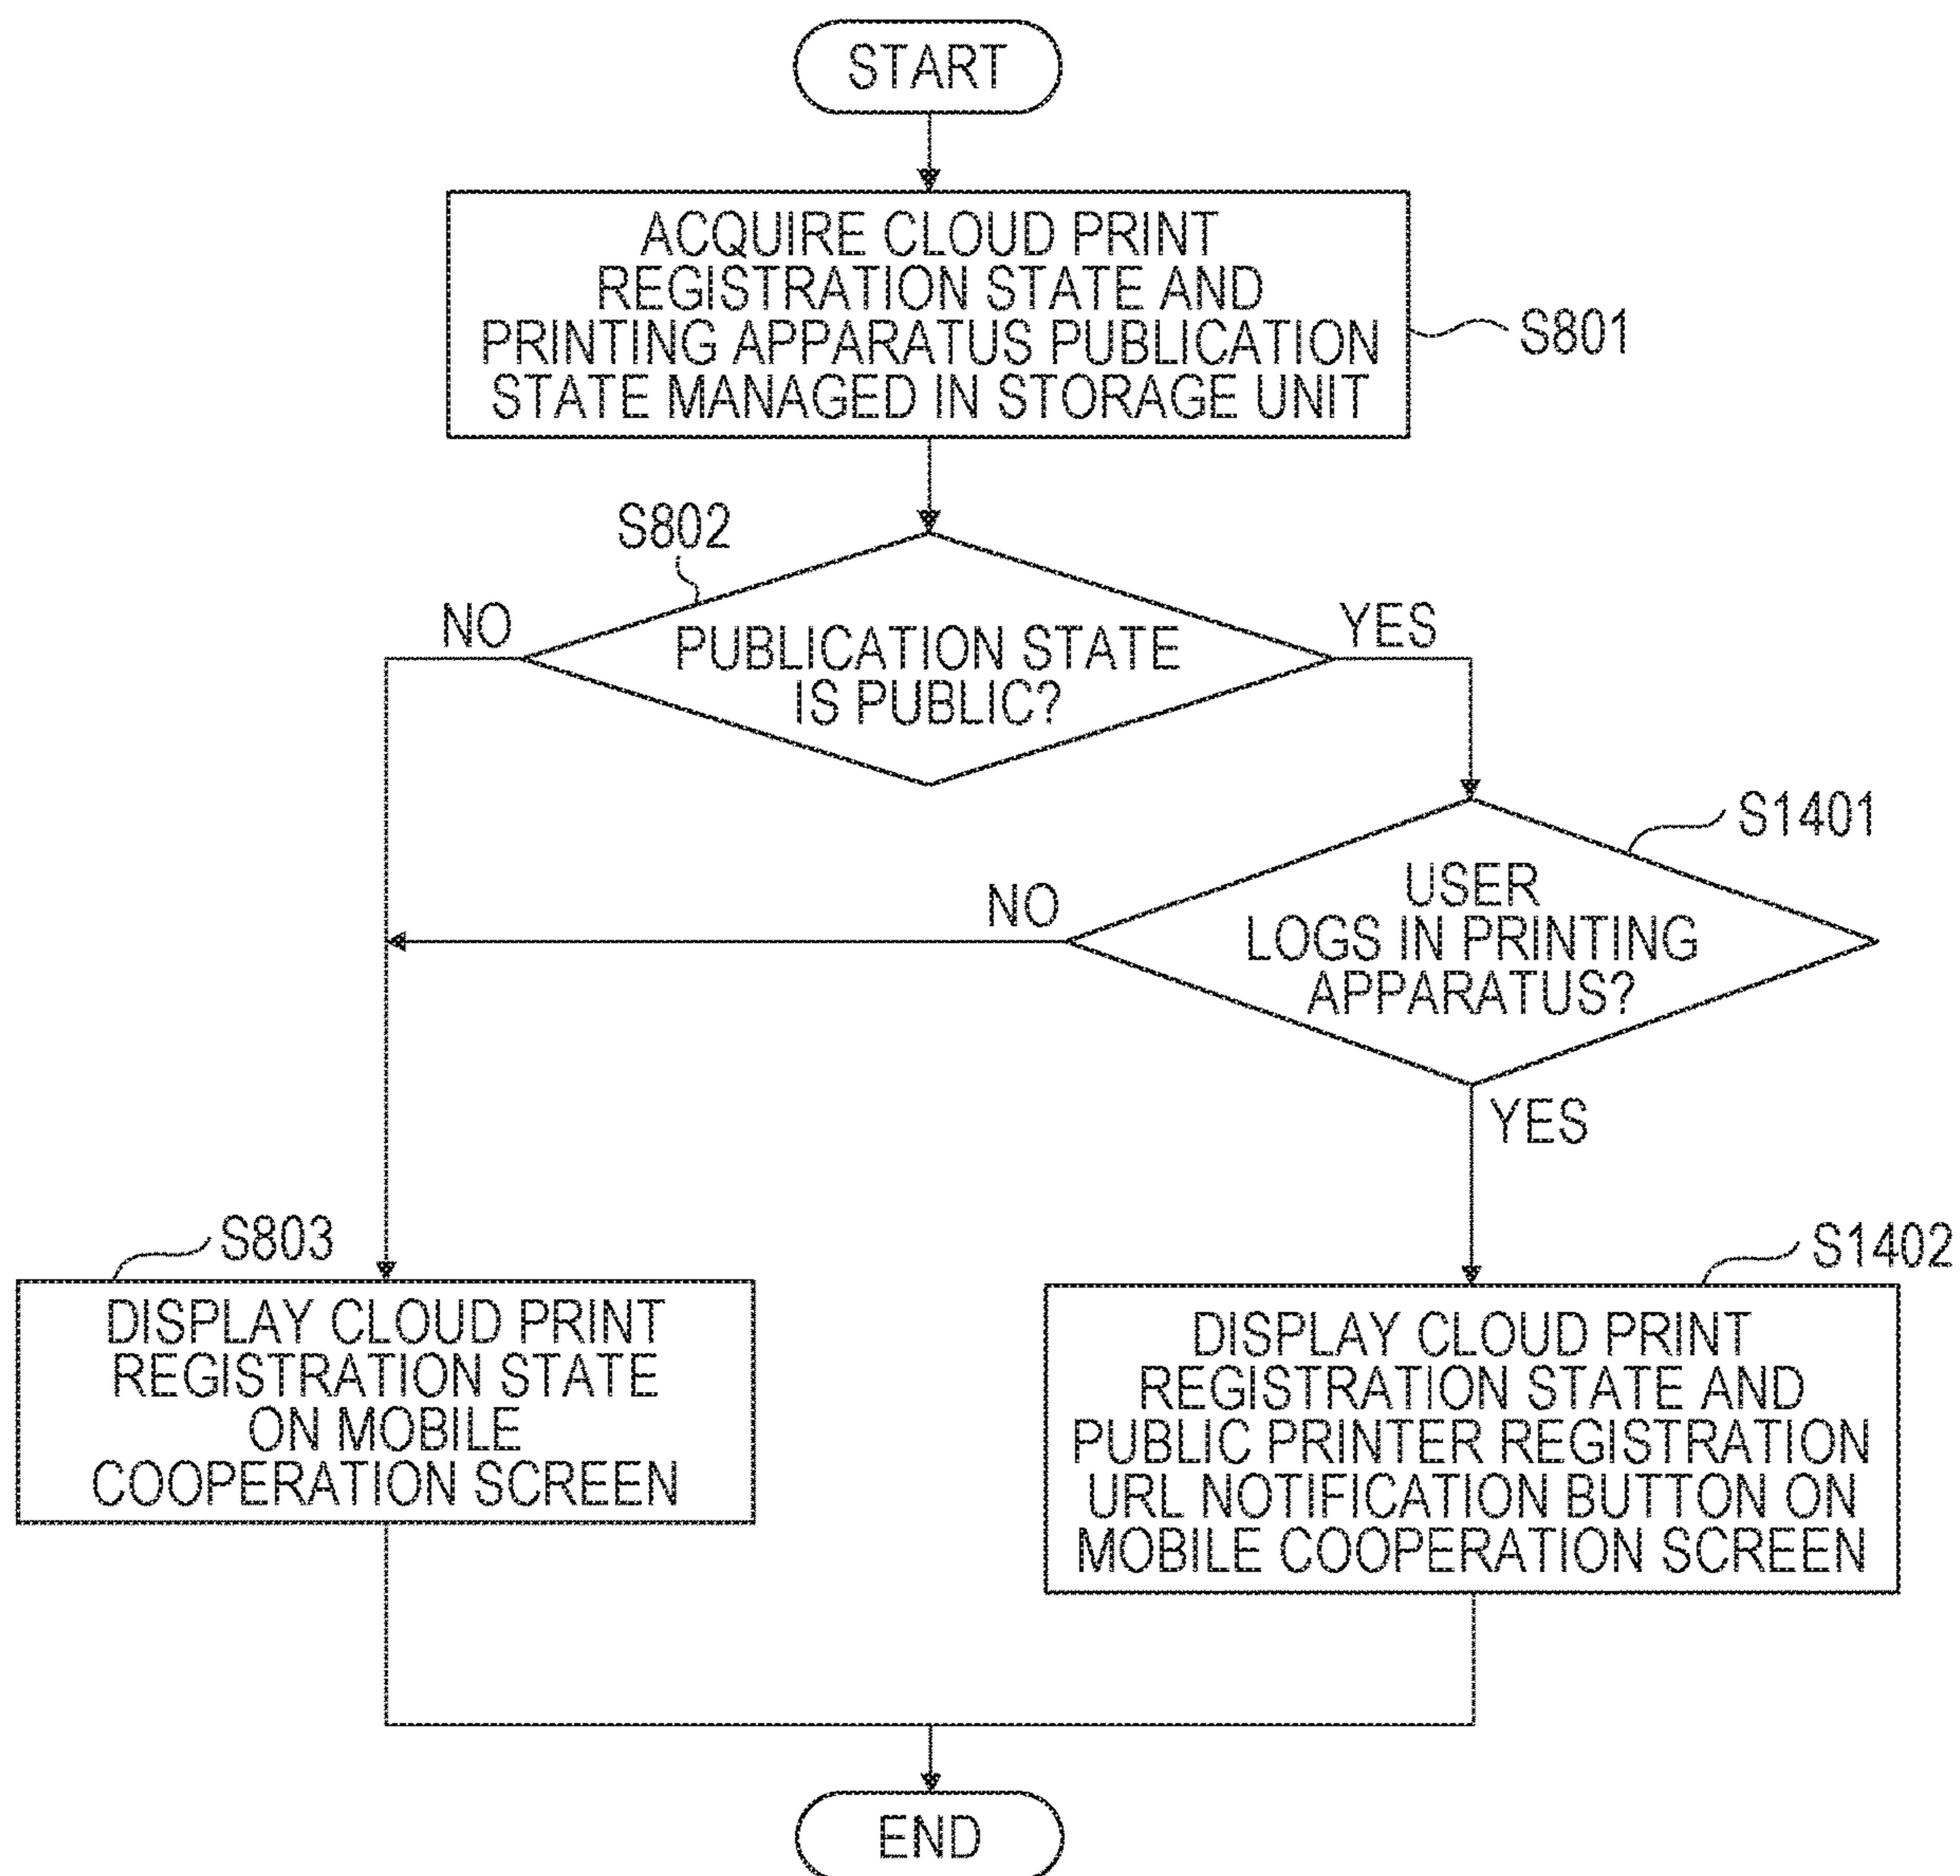 START
ACQUIRE CLOUD PRINT
REGISTRATION STATE AND
PRINTING APPARATUS PUBLICATION
STATE MANAGED IN STORAGE UNIT
S801
S802
NO
PUBLICATION STATE
IS PUBLIC?
YES
S1401
NO
USER
LOGS IN PRINTING
APPARATUS?
YES
S803
DISPLAY CLOUD PRINT
REGISTRATION STATE
ON MOBILE
COOPERATION SCREEN
S1402
DISPLAY CLOUD PRINT
REGISTRATION STATE AND
PUBLIC PRINTER REGISTRATION
URL NOTIFICATION BUTTON ON
MOBILE COOPERATION SCREEN
END